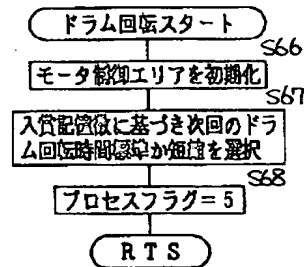 ドラム回転スタート
S66
モータ制御エリアを初期化
S67
入賞記憶数に基づき次回のドラ
ム回転時間標準か短縮を選択
S68
プロセスフラグ=5
RTS